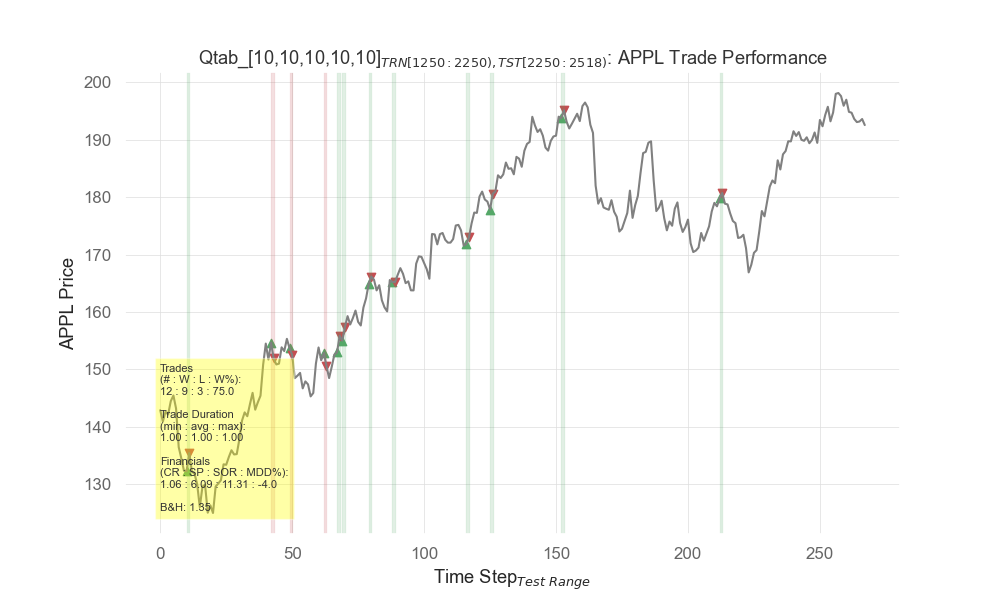 Qtab_[10,10,10,10,10]TRN[1250 : 2250), TST[2250 : 2518): APPL Trade Performance
200
190
180
170
160
150
140
130
APPL Price
Trades
(# : W : L : W%):
12 : 9 : 3 : 75.0
Trade Duration
(min : avg : max):
1.00 : 1.00 : 1.00
Financials
(CR : SP : SOR : MDD%):
1.06 : 6.09 : 11.31 : -4.0
B&H: 1.35
0 50 100 150 200 250
Time StepTest Range